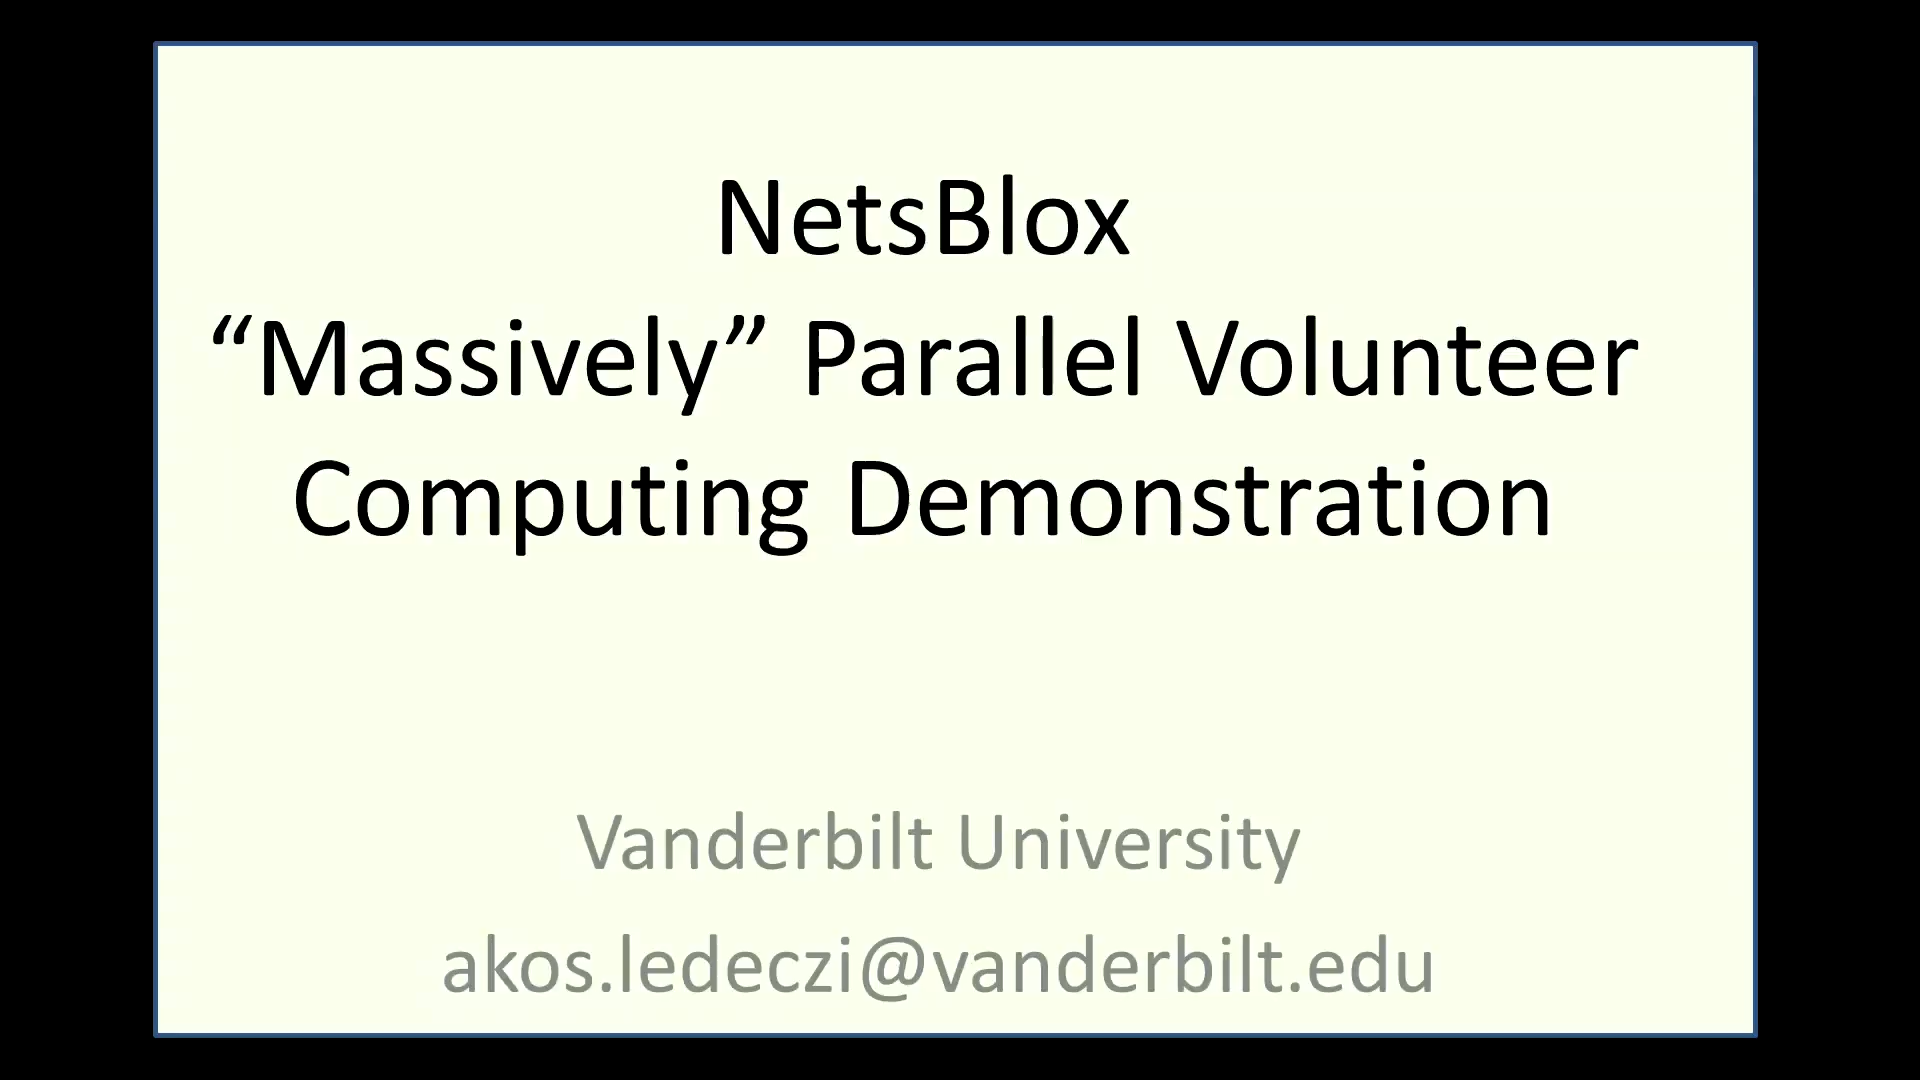 NetsBlox
“Massively” Parallel Volunteer
Computing Demonstration
Vanderbilt University
akos.ledeczi@vanderbilt.edu